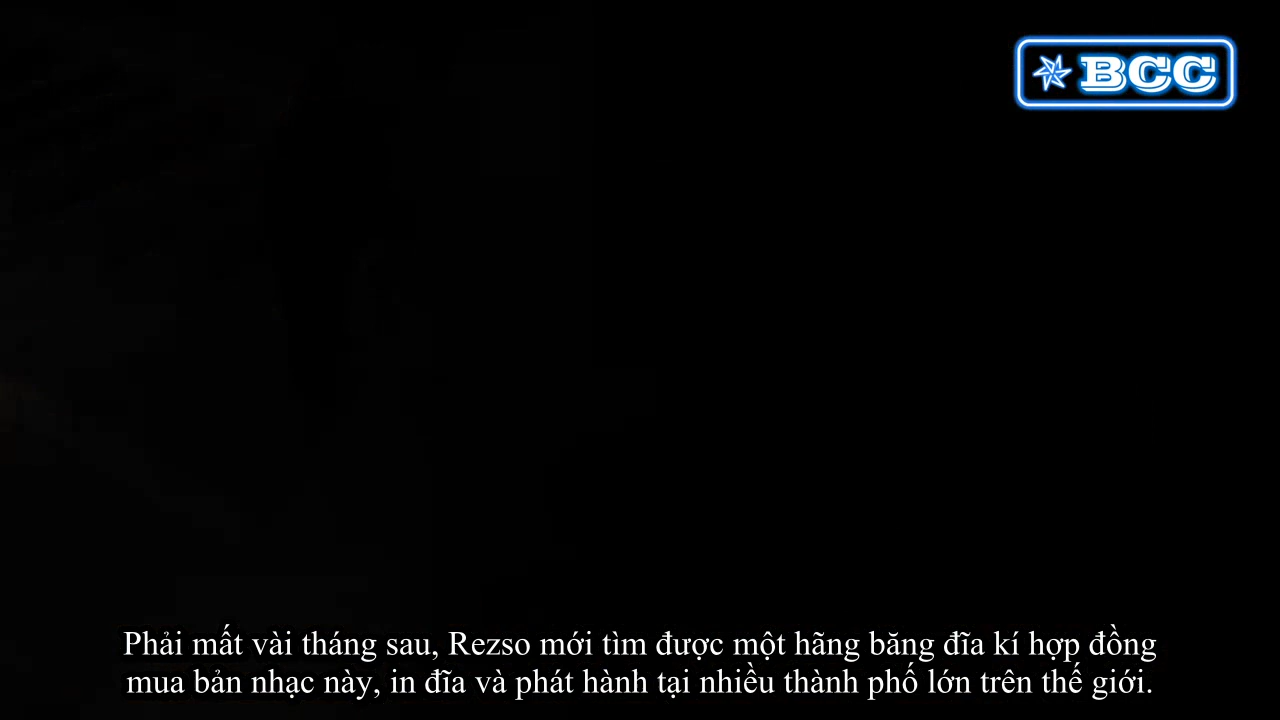 BCC
Phải mất vài tháng sau, Rezso mới tìm được một hãng băng đĩa kí hợp đồng
mua bản nhạc này, in đĩa và phát hành tại nhiều thành phố lớn trên thế giới.